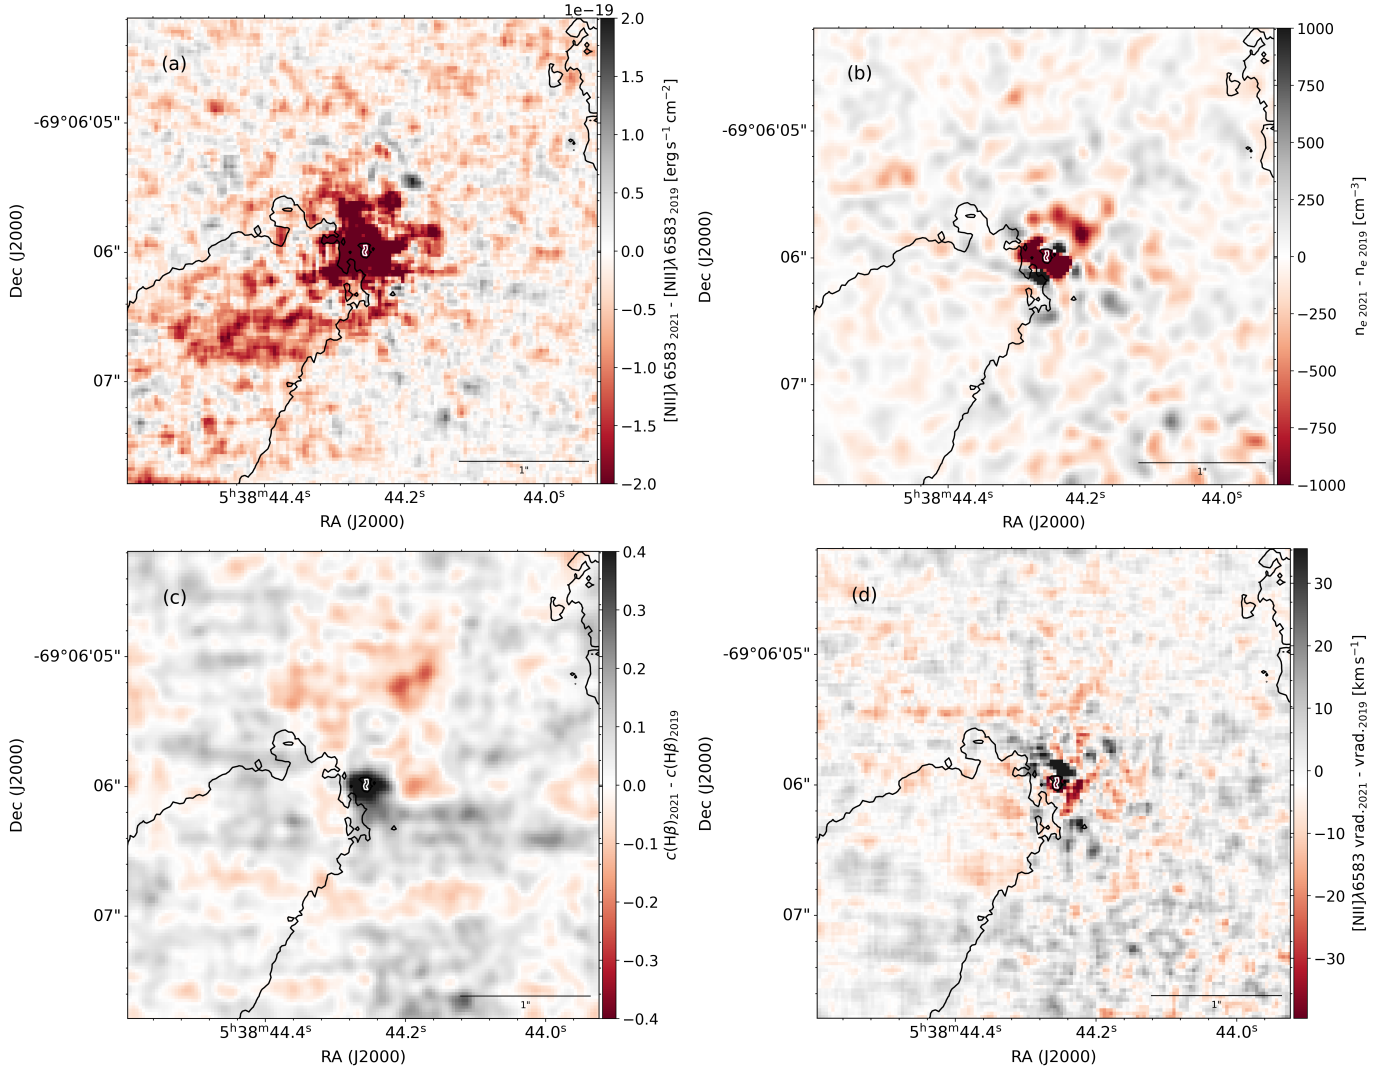 1e−19
(a)
2.0
1.5
1.0
0.5
0.0
−0.5
−1.0
−1.5
−2.0
[NII]λ 6583 2021 - [NII]λ 6583 2019 [erg s−1 cm−2]
-69°06'05"
06"
07"
Dec (J2000)
1"
5h38m44.4s
44.2s
44.0s
RA (J2000)
(b)
1000
750
500
250
0
−250
−500
−750
−1000
ne 2021 - ne 2019 [cm−3]
-69°06'05"
06"
07"
Dec (J2000)
1"
5h38m44.4s
44.2s
44.0s
RA (J2000)
(c)
0.4
0.3
0.2
0.1
0.0
−0.1
−0.2
−0.3
−0.4
c(Hβ)2021 - c(Hβ)2019
-69°06'05"
06"
07"
Dec (J2000)
1"
5h38m44.4s
44.2s
44.0s
RA (J2000)
(d)
30
20
10
0
−10
−20
−30
[NII]λ6583 vrad.2021 - vrad.2019 [km s−1]
-69°06'05"
06"
07"
Dec (J2000)
1"
5h38m44.4s
44.2s
44.0s
RA (J2000)